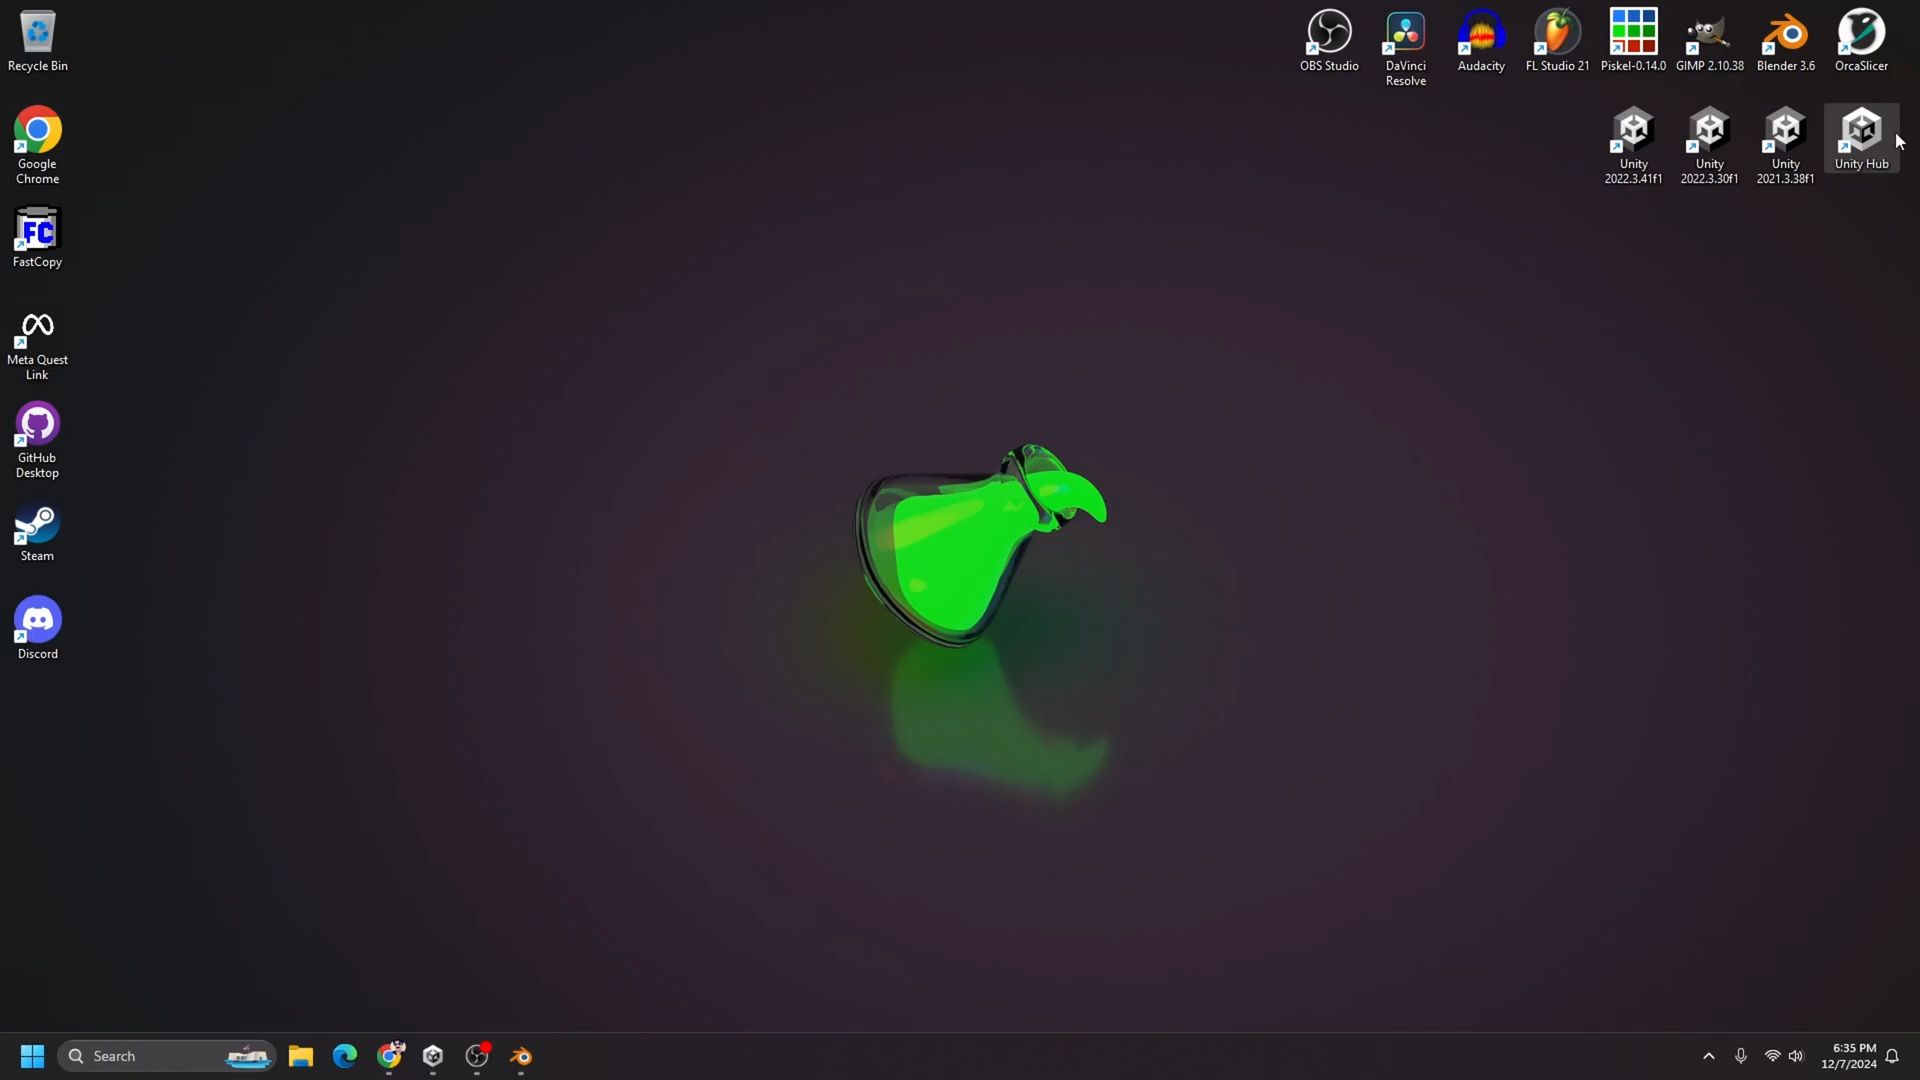 Recycle Bin
OBS Studio
DaVinci
Resolve
Audacity
FL Studio 21
Piskel-0.14.0
GIMP 2.10.38
Blender 3.6
OrcaSlicer
Google
Chrome
Unity
2022.3.41f1
Unity
2022.3.30f1
Unity
2021.3.38f1
Unity Hub
FC
FastCopy
Meta Quest
Link
GitHub
Desktop
Steam
Discord
Search
6:35 PM
12/7/2024